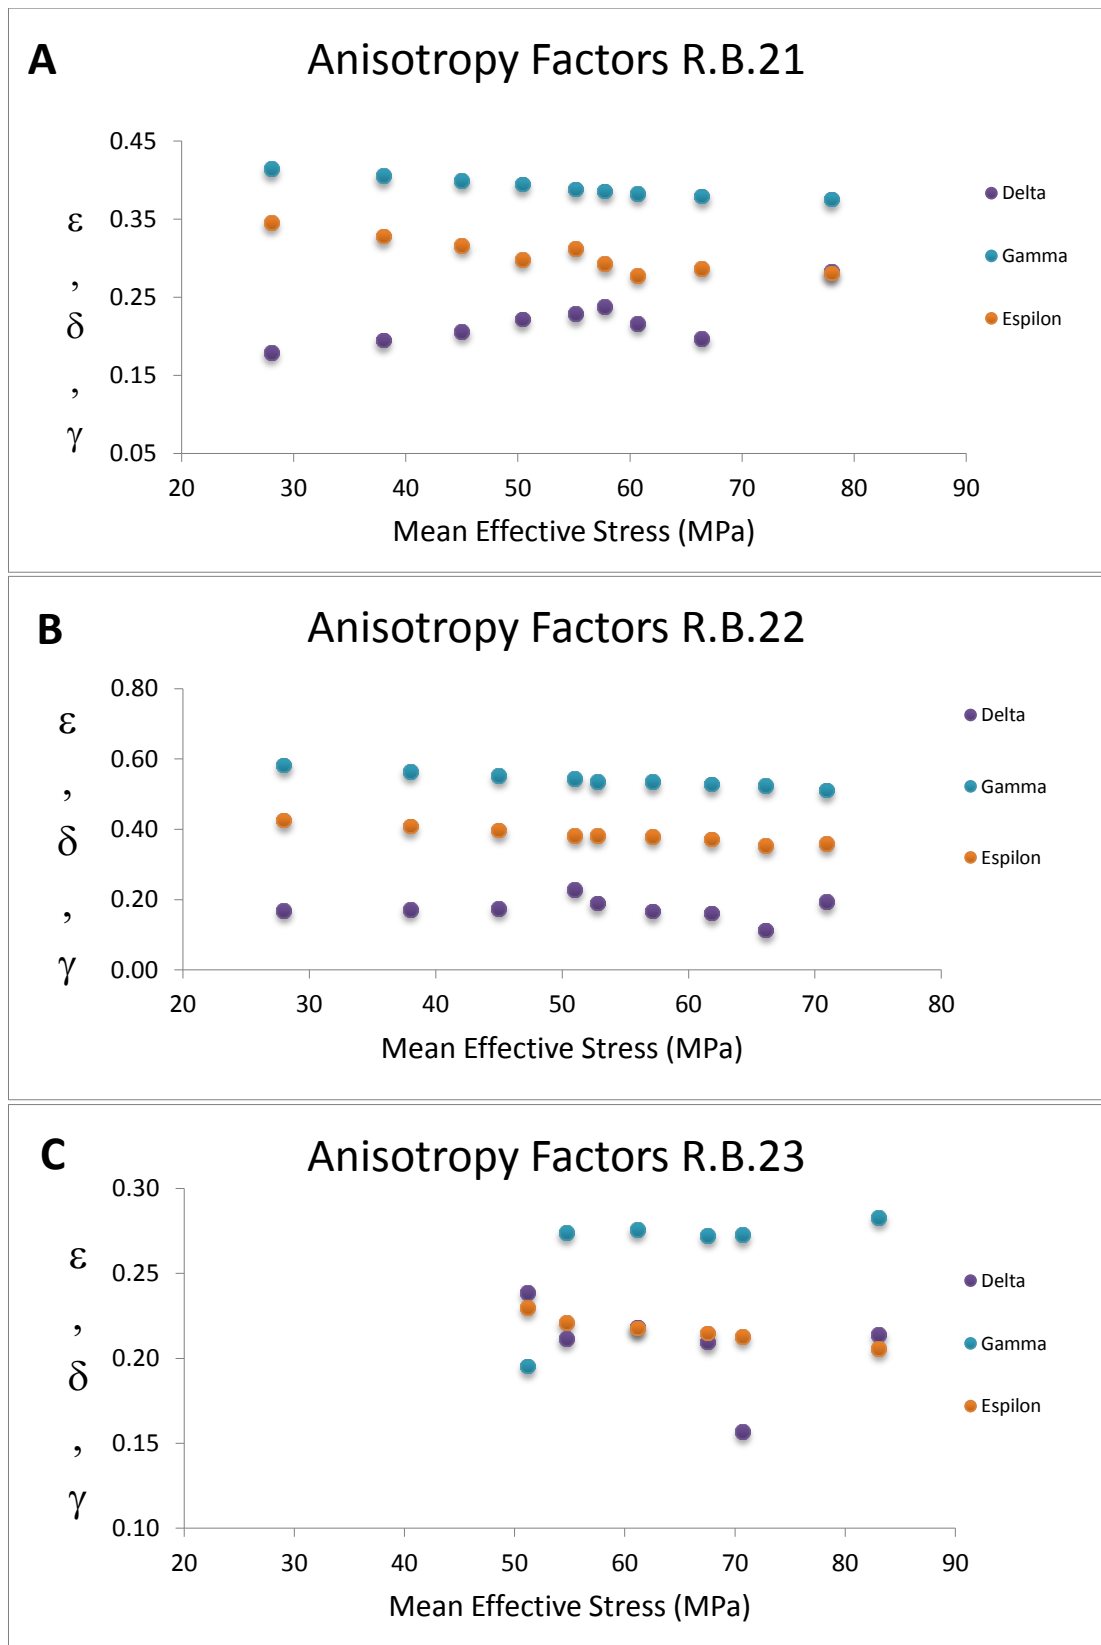 A
Anisotropy Factors R.B.21
0.45
0.35
0.25
0.15
0.05
ε
,
δ
,
γ
20 30 40 50 60 70 80 90
Mean Effective Stress (MPa)
Delta
Gamma
Espilon
B
Anisotropy Factors R.B.22
0.80
0.60
0.40
0.20
0.00
ε
,
δ
,
γ
20 30 40 50 60 70 80
Mean Effective Stress (MPa)
Delta
Gamma
Espilon
C
Anisotropy Factors R.B.23
0.30
0.25
0.20
0.15
0.10
ε
,
δ
,
γ
20 30 40 50 60 70 80 90
Mean Effective Stress (MPa)
Delta
Gamma
Espilon